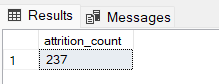 Results Messages
attrition_count
1 237